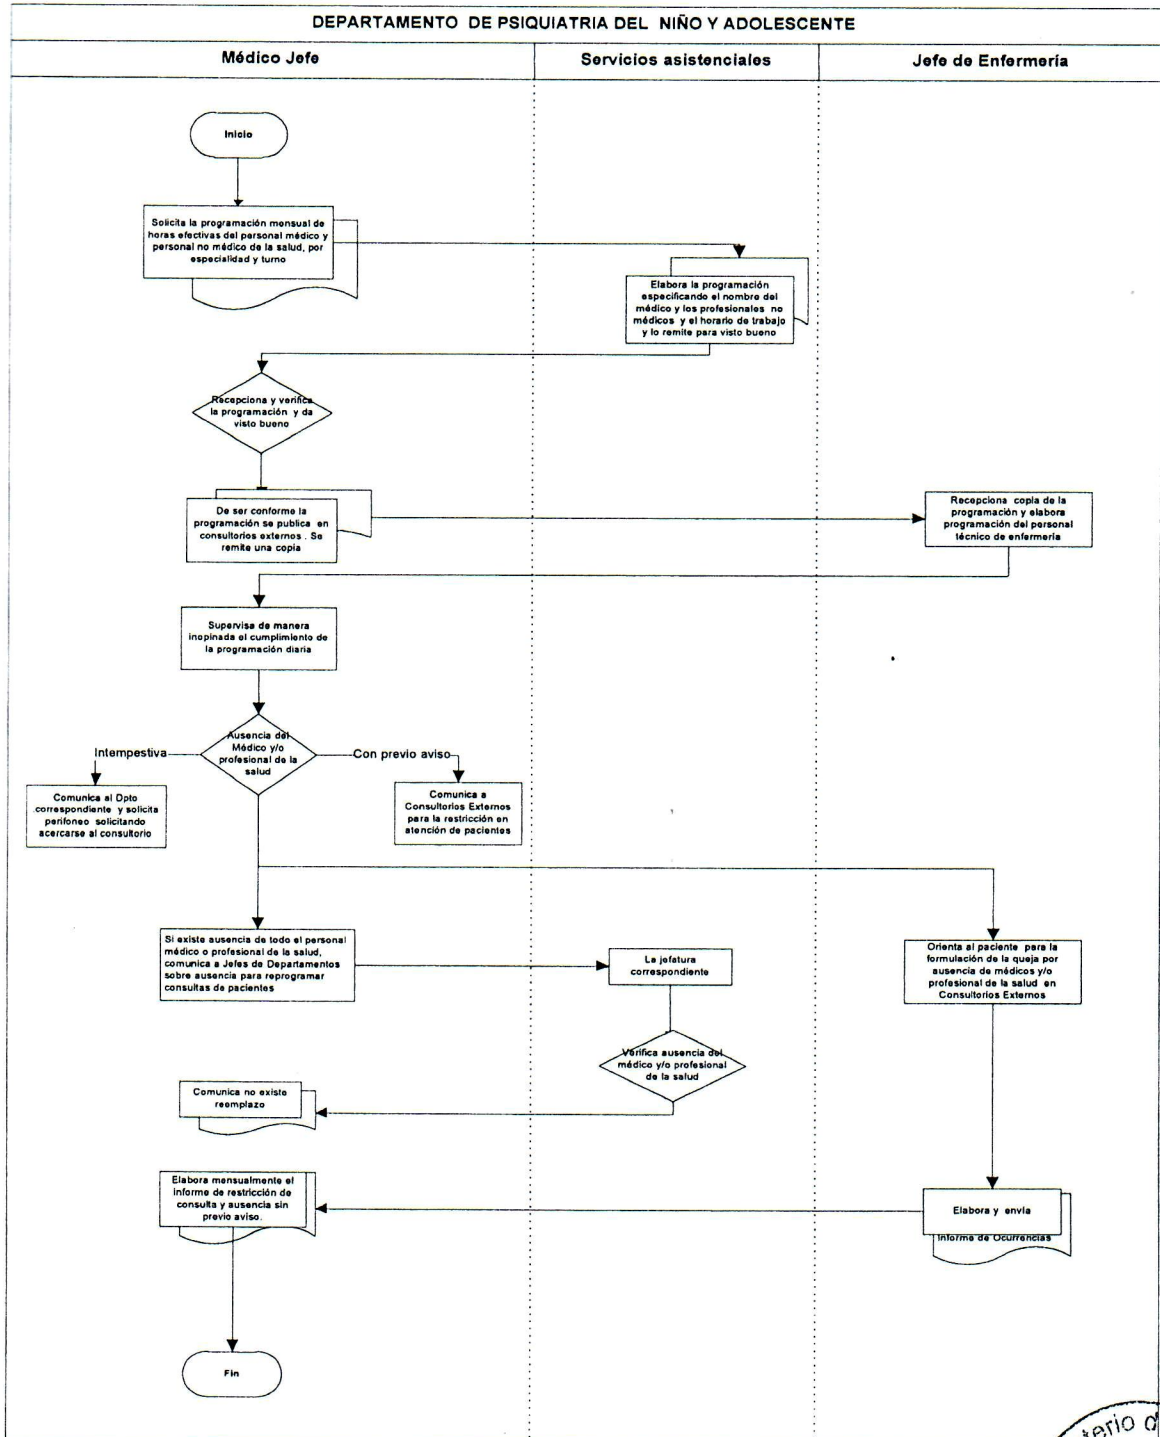 DEPARTAMENTO DE PSIQUIATRIA DEL NIÑO Y ADOLESCENTE
Médico Jefe
Servicios asistenciales
Jefe de Enfermería
Inicio
Solicita la programación mensual de
horas efectivas del personal médico y
personal no médico de la salud, por
especialidad y turno
Elabora la programación
especificando el nombre del
médico y los profesionales no
médicos y el horario de trabajo
y lo remite para visto bueno
Recepciona y verifica
la programación y da
visto bueno
De ser conforme la
programación se publica en
consultorios externos . Se
remite una copia
Recepciona copia de la
programación y elabora
programación del personal
técnico de enfermería
Supervisa de manera
inopinada el cumplimiento de
la programación diaria
Ausencia del
Médico y/o
profesional de la
salud
Intempestiva
Con previo aviso
Comunica al Dpto
correspondiente y solicita
perifoneo solicitando
acercarse al consultorio
Comunica a
Consultorios Externos
para la restricción en
atención de pacientes
Si existe ausencia de todo el personal
médico o profesional de la salud,
comunica a Jefes de Departamentos
sobre ausencia para reprogramar
consultas de pacientes
La jefatura
correspondiente
Orienta al paciente para la
formulación de la queja por
ausencia de médicos y/o
profesional de la salud en
Consultorios Externos
Verifica ausencia del
médico y/o profesional
de la salud
Comunica no existe
reemplazo
Elabora mensualmente el
informe de restricción de
consulta y ausencia sin
previo aviso.
Elabora y envía
Informe de Ocurrencias
Fin